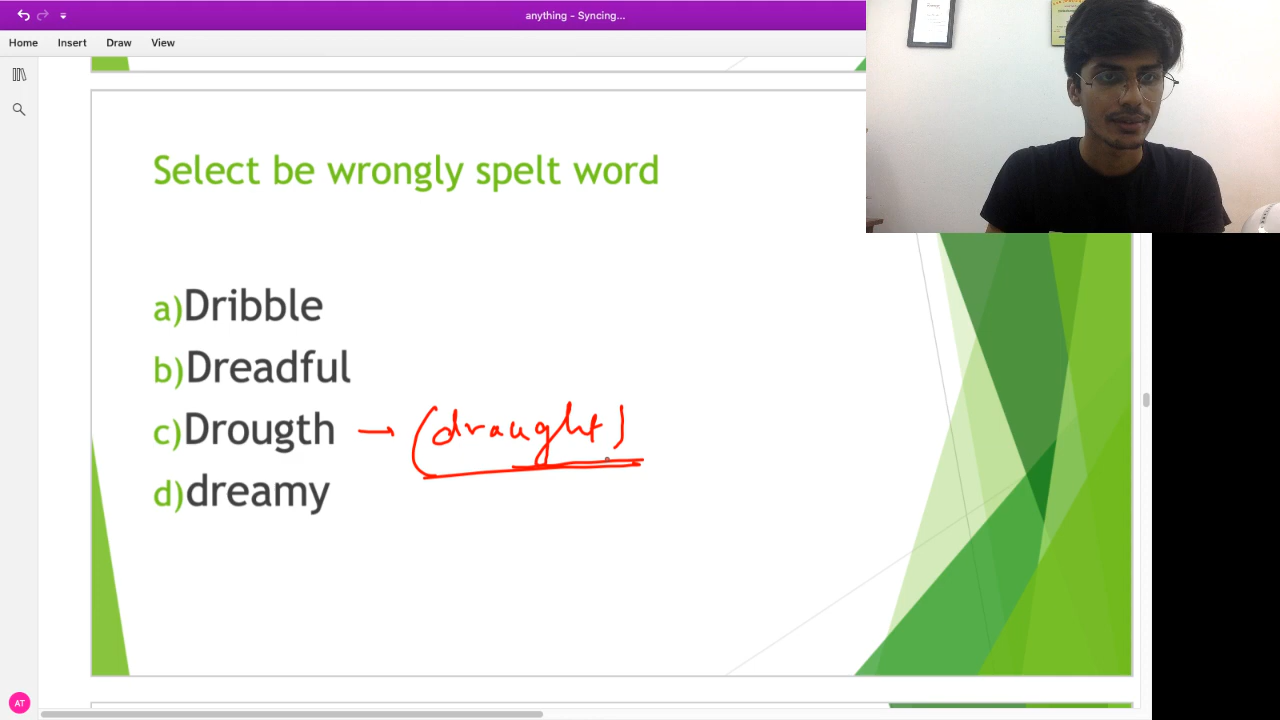 anything - Syncing...
Home Insert Draw View
Select be wrongly spelt word
a)Dribble
b)Dreadful
c)Drougth → (draught)
d)dreamy
AT